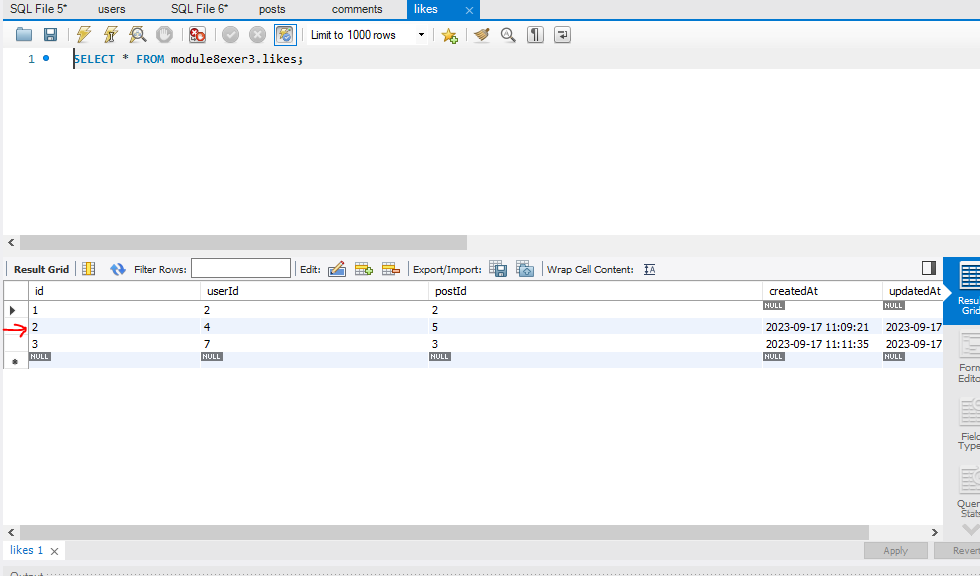 SQL File 5* users SQL File 6* posts comments likes
Limit to 1000 rows
1 SELECT * FROM module8exer3.likes;
Result Grid Filter Rows: Edit: Export/Import: Wrap Cell Content:
id userId postId createdAt updatedAt
1 2 2 NULL NULL
2 4 5 2023-09-17 11:09:21 2023-09-17
3 7 3 2023-09-17 11:11:35 2023-09-17
NULL NULL NULL NULL NULL
Resul
Grid
Form
Edito
Field
Type
Quer
Stats
likes 1 Apply Revert
Output